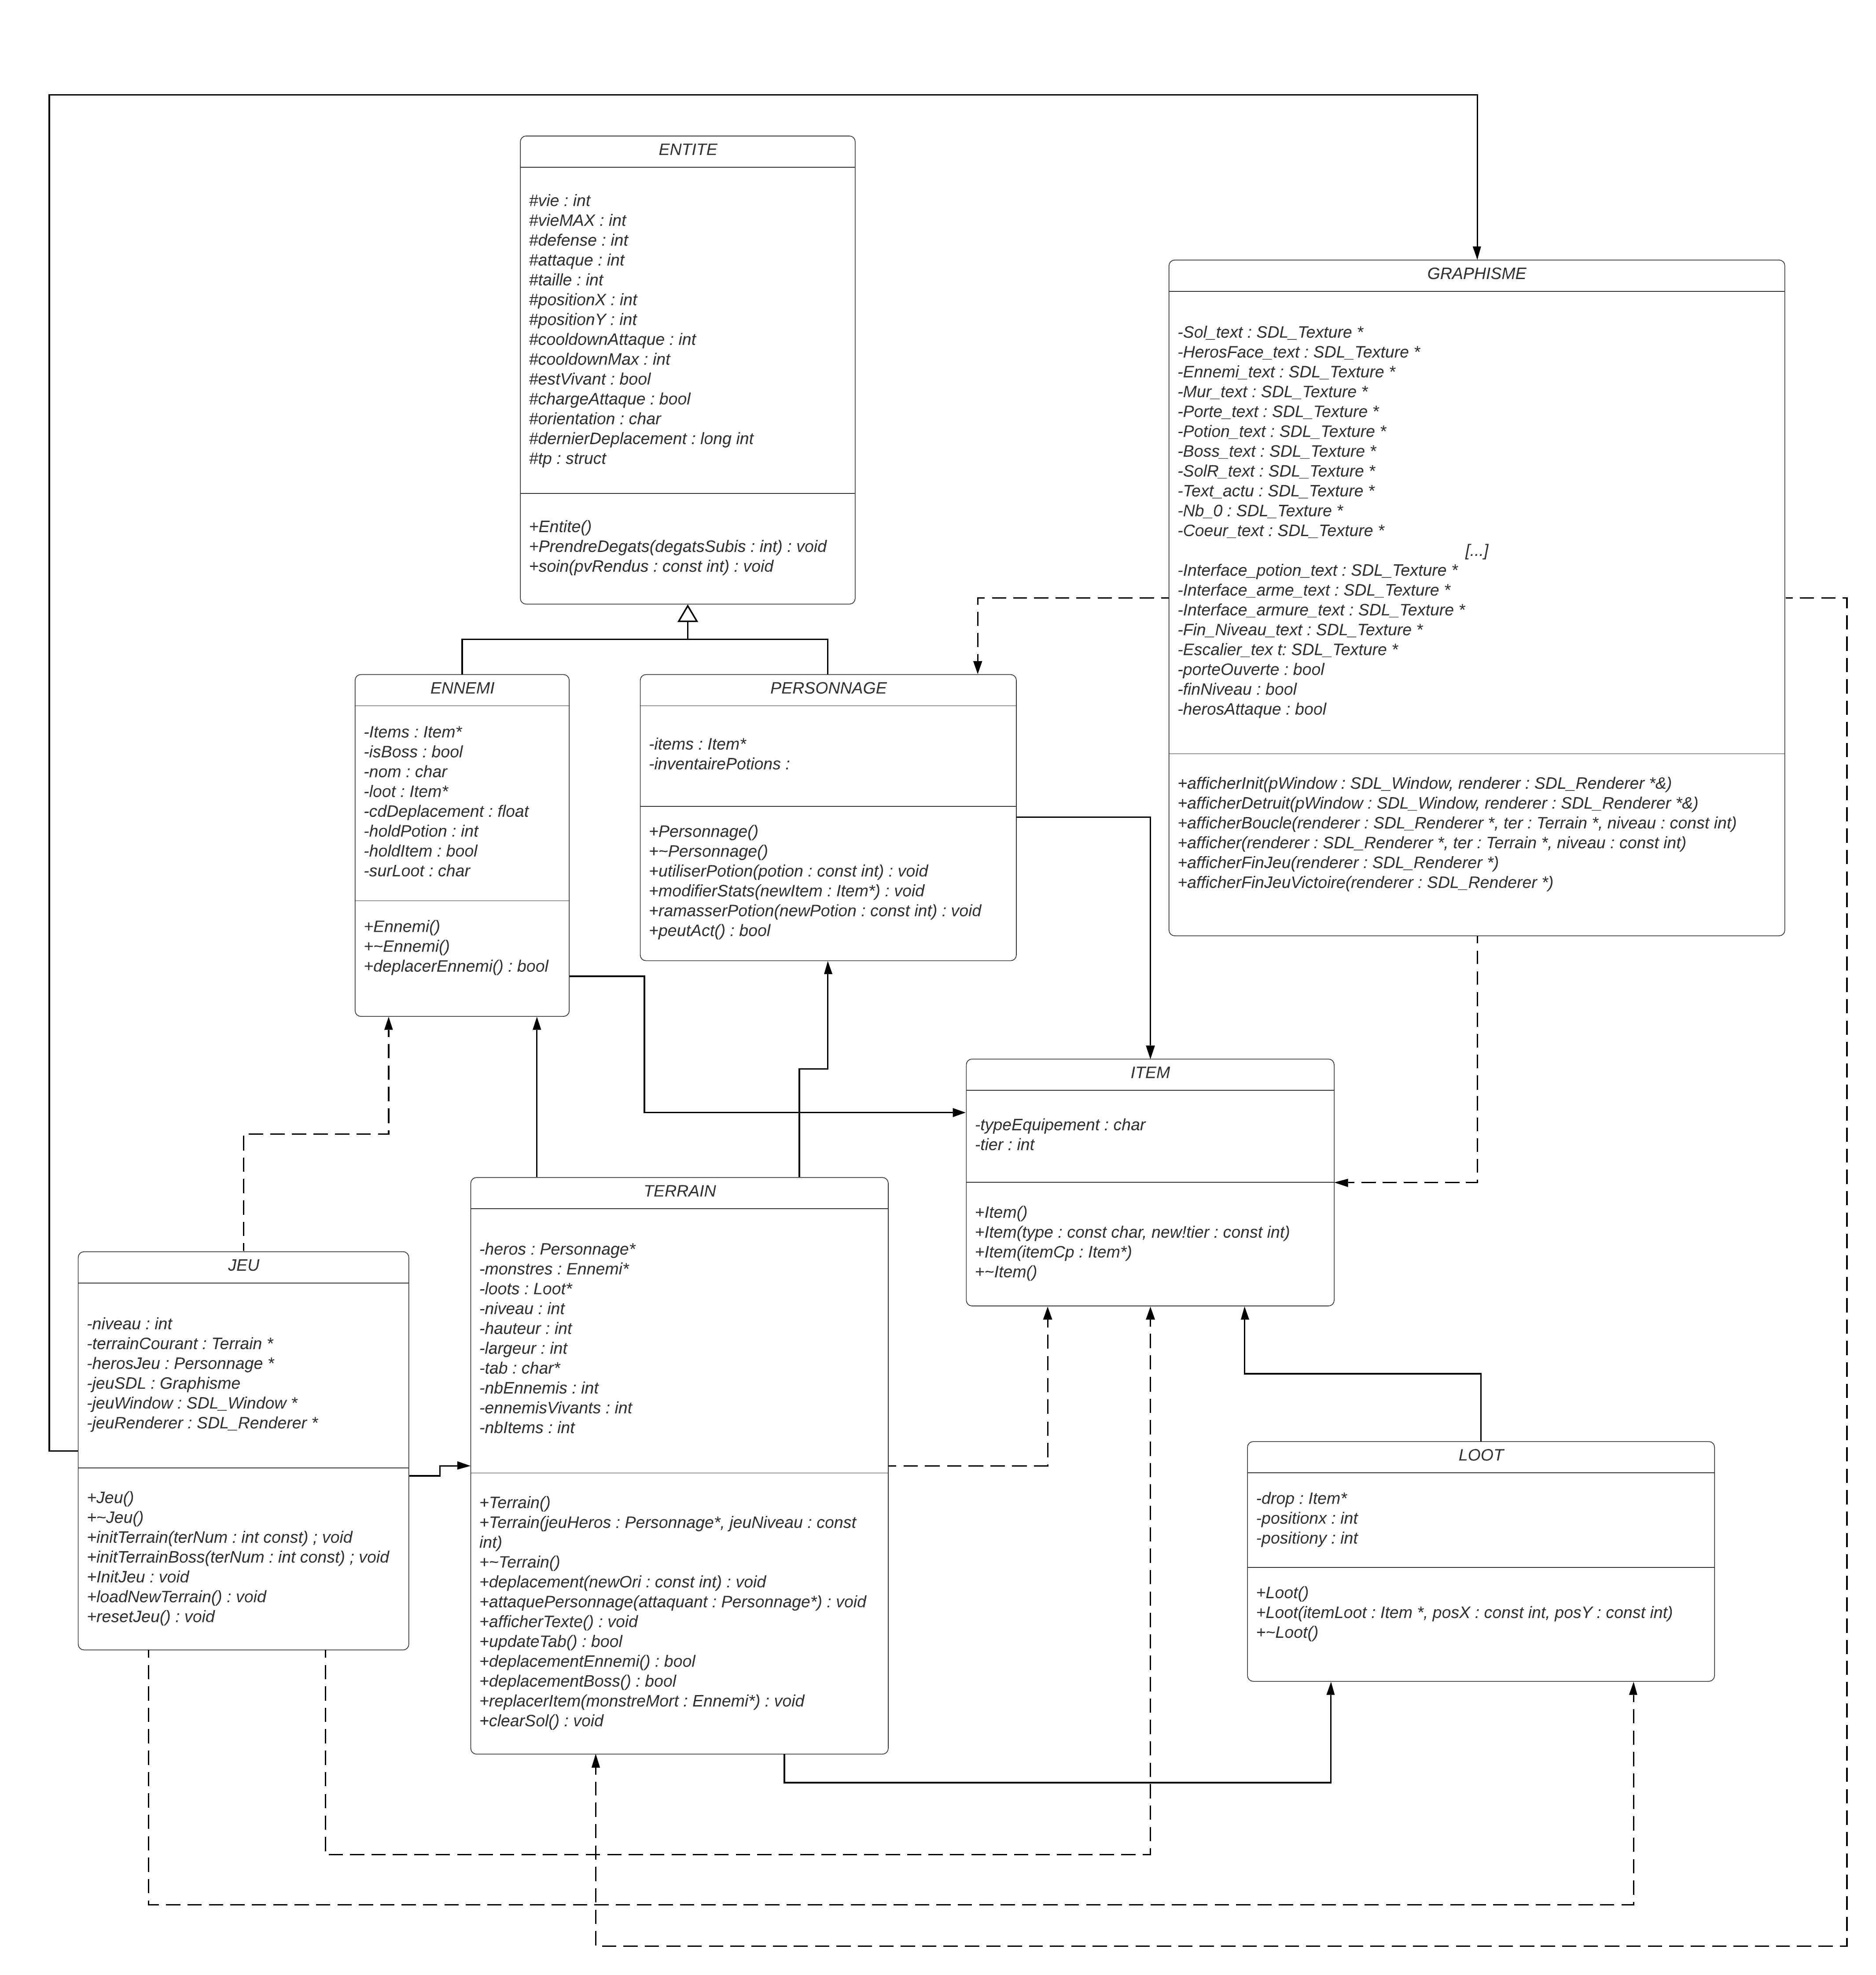 ENTITE
#vie : int
#vieMAX : int
#defense : int
#attaque : int
#taille : int
#positionX : int
#positionY : int
#cooldownAttaque : int
#cooldownMax : int
#estVivant : bool
#chargeAttaque : bool
#orientation : char
#dernierDeplacement : long int
#tp : struct
+Entite()
+PrendreDegats(degatsSubis : int) : void
+soin(pvRendus : const int) : void
GRAPHISME
-Sol_text : SDL_Texture *
-HerosFace_text : SDL_Texture *
-Ennemi_text : SDL_Texture *
-Mur_text : SDL_Texture *
-Porte_text : SDL_Texture *
-Potion_text : SDL_Texture *
-Boss_text : SDL_Texture *
-SolR_text : SDL_Texture *
-Text_actu : SDL_Texture *
-Nb_0 : SDL_Texture *
-Coeur_text : SDL_Texture *
[...]
-Interface_potion_text : SDL_Texture *
-Interface_arme_text : SDL_Texture *
-Interface_armure_text : SDL_Texture *
-Fin_Niveau_text : SDL_Texture *
-Escalier_tex t: SDL_Texture *
-porteOuverte : bool
-finNiveau : bool
-herosAttaque : bool
+afficherInit(pWindow : SDL_Window, renderer : SDL_Renderer *&)
+afficherDetruit(pWindow : SDL_Window, renderer : SDL_Renderer *&)
+afficherBoucle(renderer : SDL_Renderer *, ter : Terrain *, niveau : const int)
+afficher(renderer : SDL_Renderer *, ter : Terrain *, niveau : const int)
+afficherFinJeu(renderer : SDL_Renderer *)
+afficherFinJeuVictoire(renderer : SDL_Renderer *)
ENNEMI
-Items : Item*
-isBoss : bool
-nom : char
-loot : Item*
-cdDeplacement : float
-holdPotion : int
-holdItem : bool
-surLoot : char
+Ennemi()
+~Ennemi()
+deplacerEnnemi() : bool
PERSONNAGE
-items : Item*
-inventairePotions :
+Personnage()
+~Personnage()
+utiliserPotion(potion : const int) : void
+modifierStats(newItem : Item*) : void
+ramasserPotion(newPotion : const int) : void
+peutAct() : bool
ITEM
-typeEquipement : char
-tier : int
+Item()
+Item(type : const char, new!tier : const int)
+Item(itemCp : Item*)
+~Item()
JEU
-niveau : int
-terrainCourant : Terrain *
-herosJeu : Personnage *
-jeuSDL : Graphisme
-jeuWindow : SDL_Window *
-jeuRenderer : SDL_Renderer *
+Jeu()
+~Jeu()
+initTerrain(terNum : int const) ; void
+initTerrainBoss(terNum : int const) ; void
+InitJeu : void
+loadNewTerrain() : void
+resetJeu() : void
TERRAIN
-heros : Personnage*
-monstres : Ennemi*
-loots : Loot*
-niveau : int
-hauteur : int
-largeur : int
-tab : char*
-nbEnnemis : int
-ennemisVivants : int
-nbItems : int
+Terrain()
+Terrain(jeuHeros : Personnage*, jeuNiveau : const
int)
+~Terrain()
+deplacement(newOri : const int) : void
+attaquePersonnage(attaquant : Personnage*) : void
+afficherTexte() : void
+updateTab() : bool
+deplacementEnnemi() : bool
+deplacementBoss() : bool
+replacerItem(monstreMort : Ennemi*) : void
+clearSol() : void
LOOT
-drop : Item*
-positionx : int
-positiony : int
+Loot()
+Loot(itemLoot : Item *, posX : const int, posY : const int)
+~Loot()